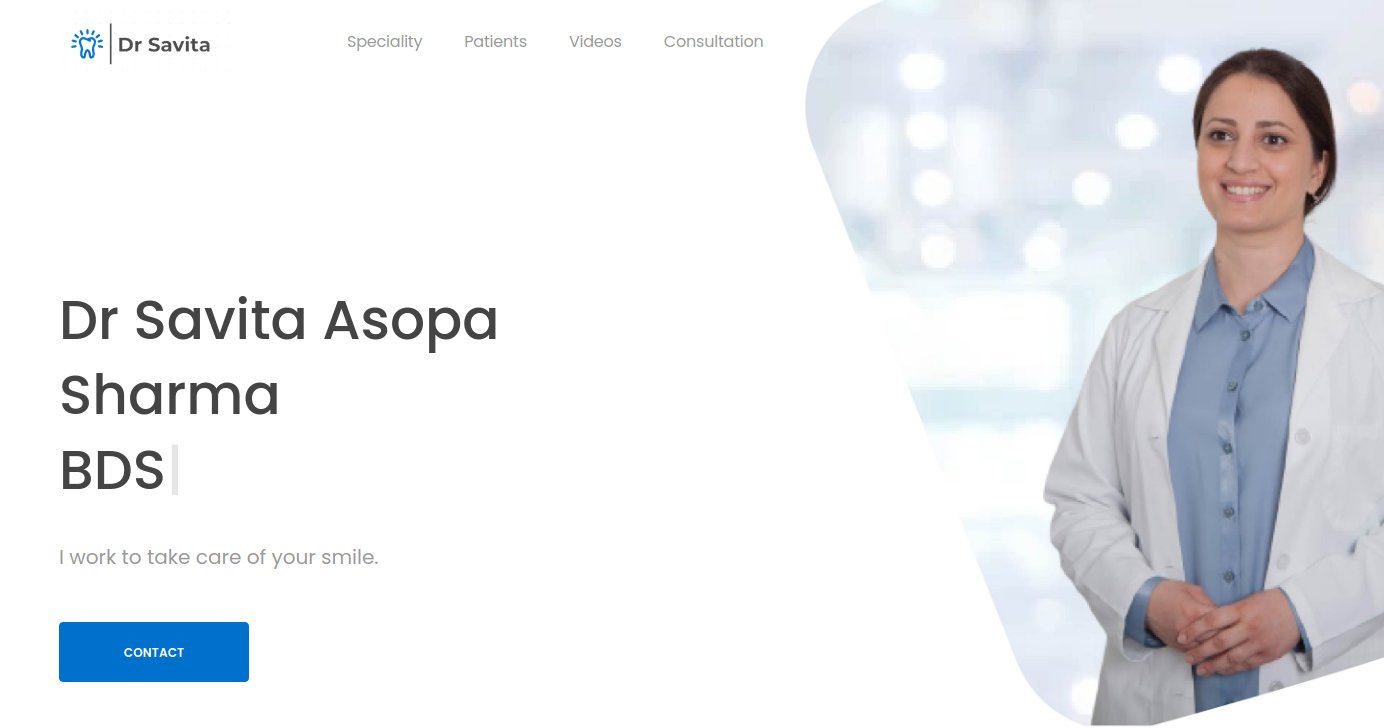 Dr Savita
Speciality Patients Videos Consultation
Dr Savita Asopa
Sharma
BDS
I work to take care of your smile.
CONTACT